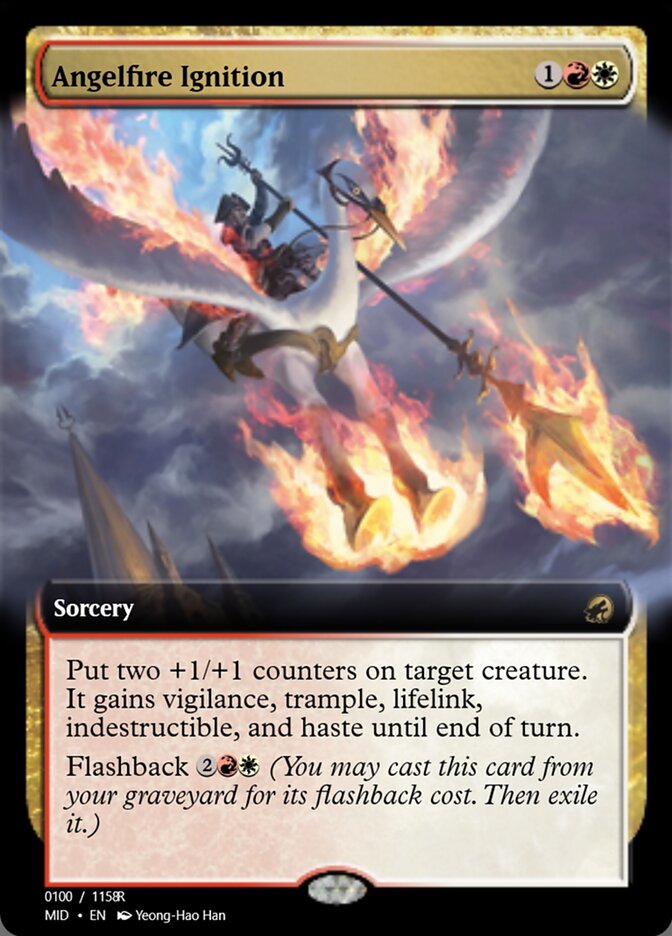 Angelfire Ignition 1
Sorcery
Put two +1/+1 counters on target creature.
It gains vigilance, trample, lifelink,
indestructible, and haste until end of turn.
Flashback 2 (You may cast this card from
your graveyard for its flashback cost. Then exile
it.)
0100 / 1158R
MID • EN Yeong-Hao Han